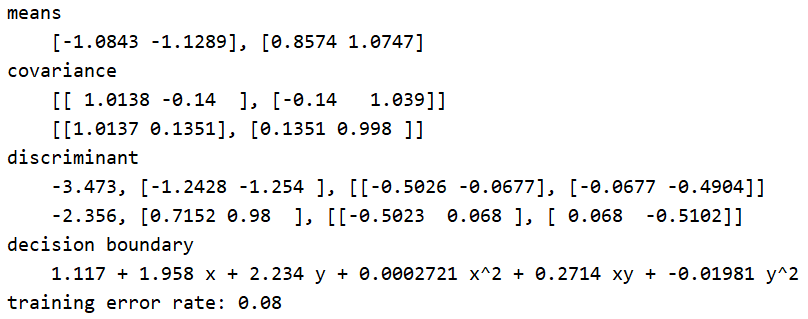 means
[-1.0843 -1.1289], [0.8574 1.0747]
covariance
[[ 1.0138 -0.14  ], [-0.14   1.039]]
[[1.0137 0.1351], [0.1351 0.998 ]]
discriminant
-3.473, [-1.2428 -1.254 ], [[-0.5026 -0.0677], [-0.0677 -0.4904]]
-2.356, [0.7152 0.98  ], [[-0.5023  0.068 ], [ 0.068  -0.5102]]
decision boundary
1.117 + 1.958 x + 2.234 y + 0.0002721 x^2 + 0.2714 xy + -0.01981 y^2
training error rate: 0.08